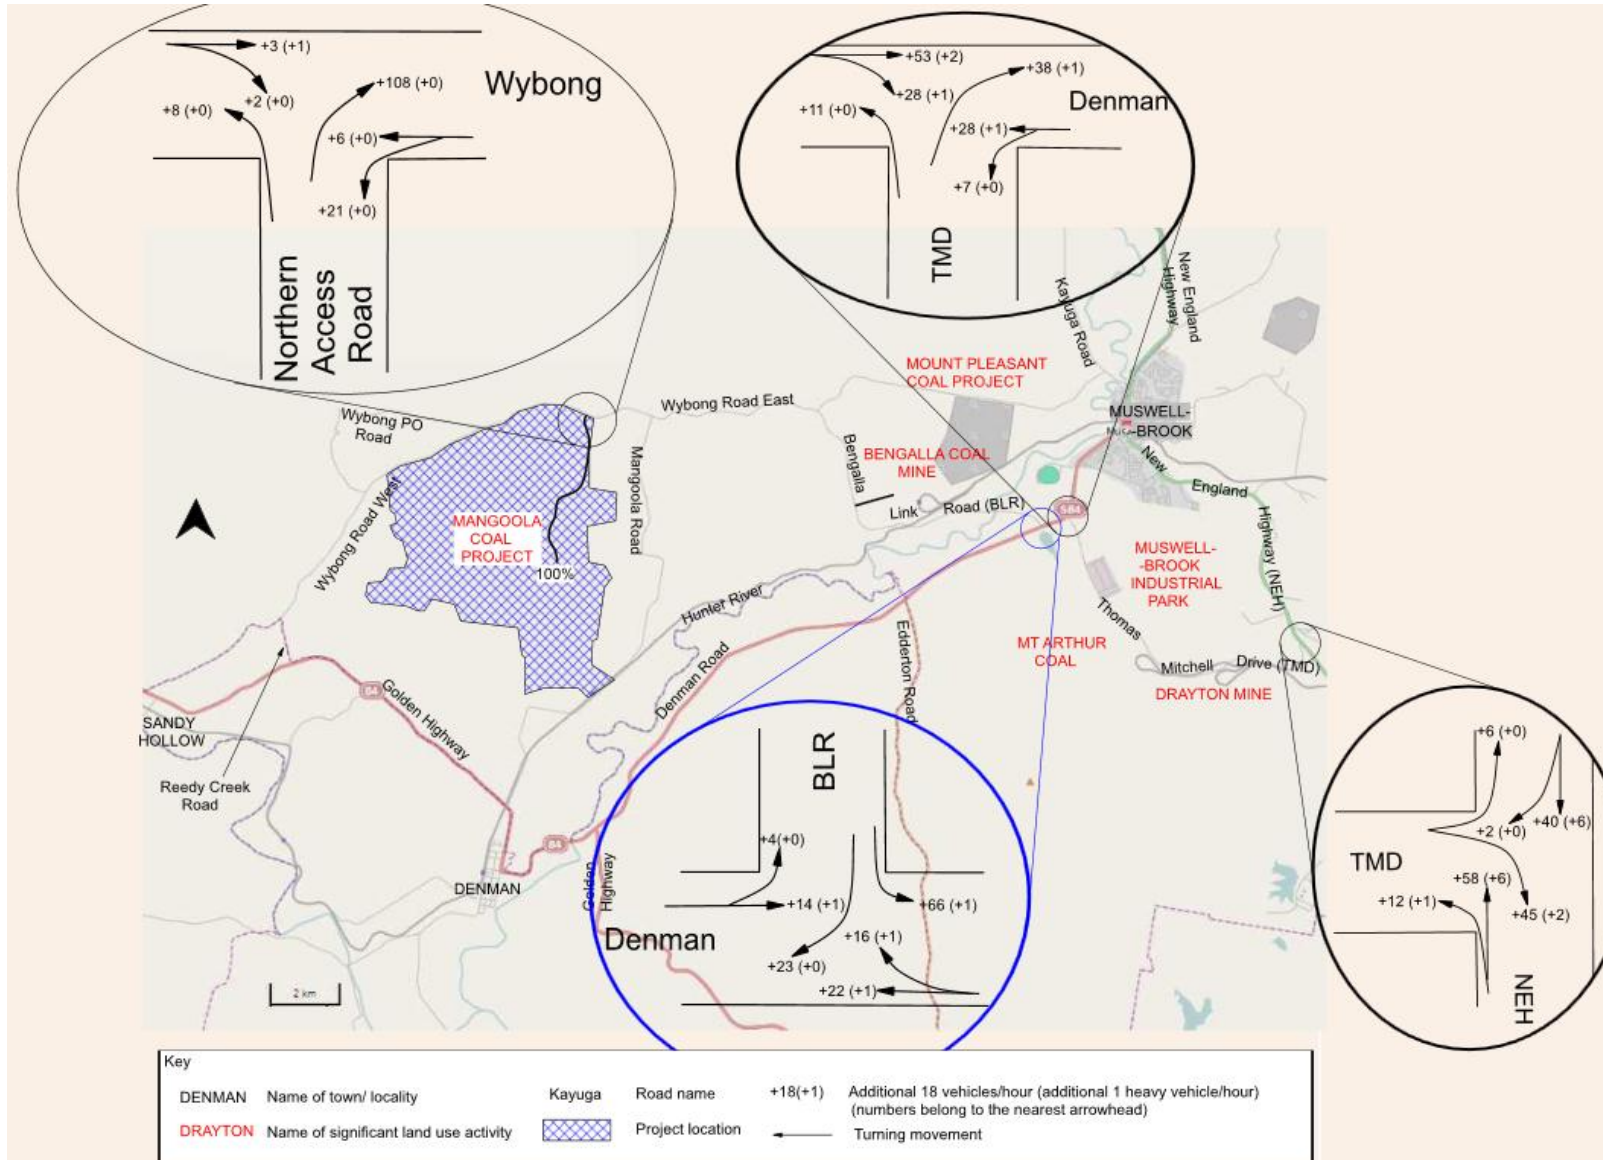 +3 (+1)
+108 (+0)
Wybong
+2 (+0)
+8 (+0)
+6 (+0)
+21 (+0)
Northern
Access
Road
+53 (+2)
+38 (+1)
+28 (+1)
Denman
+11 (+0)
+28 (+1)
+7 (+0)
TMD
New England
Highway
Kayuga Road
MOUNT PLEASANT
COAL PROJECT
Wybong Road East
Wybong PO
Road
MUSWELL-
-BROOK
BENGALLA COAL
MINE
Bengalla
Link
Road (BLR)
New
England
Highway (NEH)
Mangoola Road
Wybong Road West
MANGOOLA
COAL
PROJECT
100%
S84
MUSWELL-
-BROOK
INDUSTRIAL
PARK
Hunter River
Thomas
Mitchell
Drive (TMD)
MT ARTHUR
COAL
DRAYTON MINE
Edderton Road
Denman Road
84
Golden Highway
SANDY
HOLLOW
Reedy Creek
Road
84
DENMAN
Golden
Highway
2 km
BLR
+4(+0)
+14 (+1)
+66 (+1)
Denman
+16 (+1)
+23 (+0)
+22 (+1)
+6 (+0)
+2 (+0)
+40 (+6)
TMD
+58 (+6)
+12 (+1)
+45 (+2)
NEH
Key
DENMAN Name of town/ locality
Kayuga Road name
+18(+1) Additional 18 vehicles/hour (additional 1 heavy vehicle/hour)
(numbers belong to the nearest arrowhead)
DRAYTON Name of significant land use activity
Project location
Turning movement